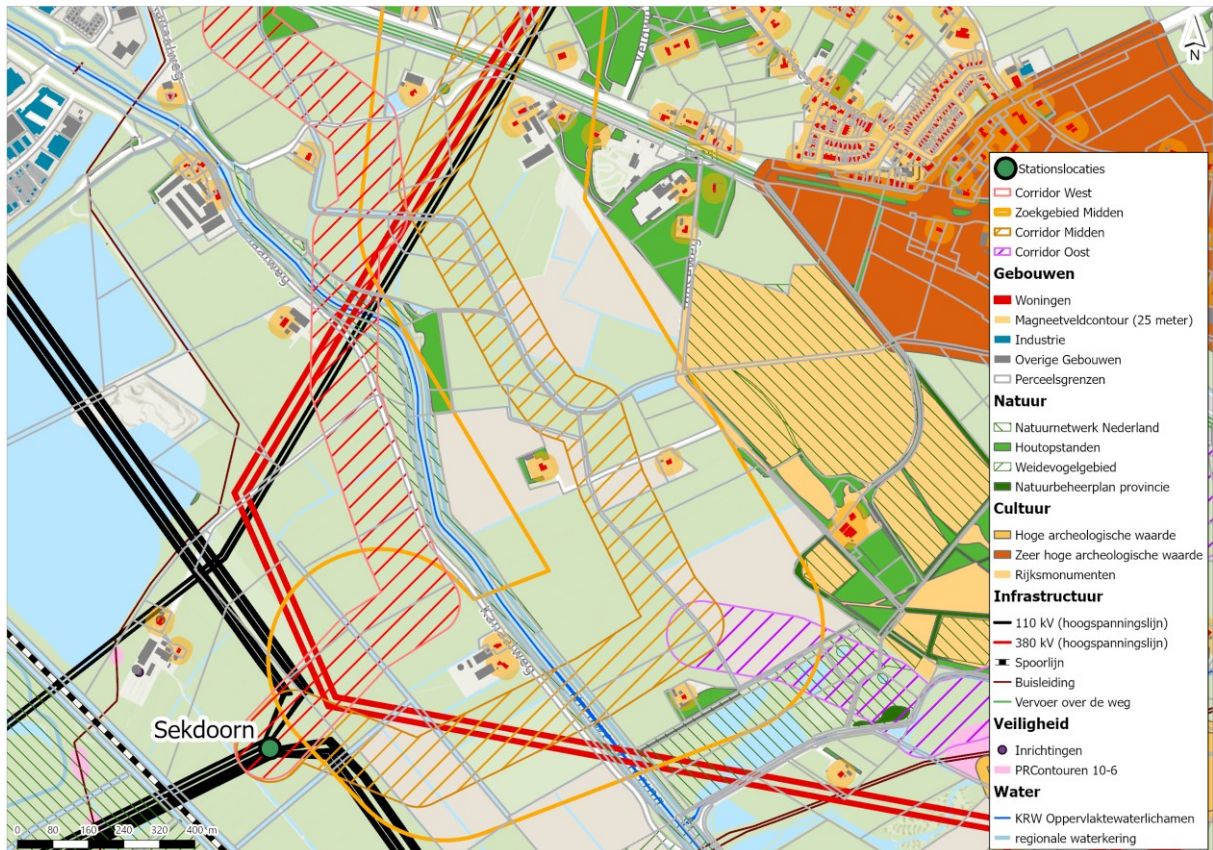 N
Sekdoorn
0 80 160 240 320 400 m
Stationslocaties
Corridor West
Zoekgebied Midden
Corridor Midden
Corridor Oost
Gebouwen
Woningen
Magneetveldcontour (25 meter)
Industrie
Overige Gebouwen
Perceelsgrenzen
Natuur
Natuurnetwerk Nederland
Houtopstanden
Weidevogelgebied
Natuurbeheerplan provincie
Cultuur
Hoge archeologische waarde
Zeer hoge archeologische waarde
Rijksmonumenten
Infrastructuur
110 kV (hoogspanningslijn)
380 kV (hoogspanningslijn)
Spoorlijn
Buisleiding
Vervoer over de weg
Veiligheid
Inrichtingen
PRContouren 10-6
Water
KRW Oppervlaktewaterlichamen
regionale waterkering